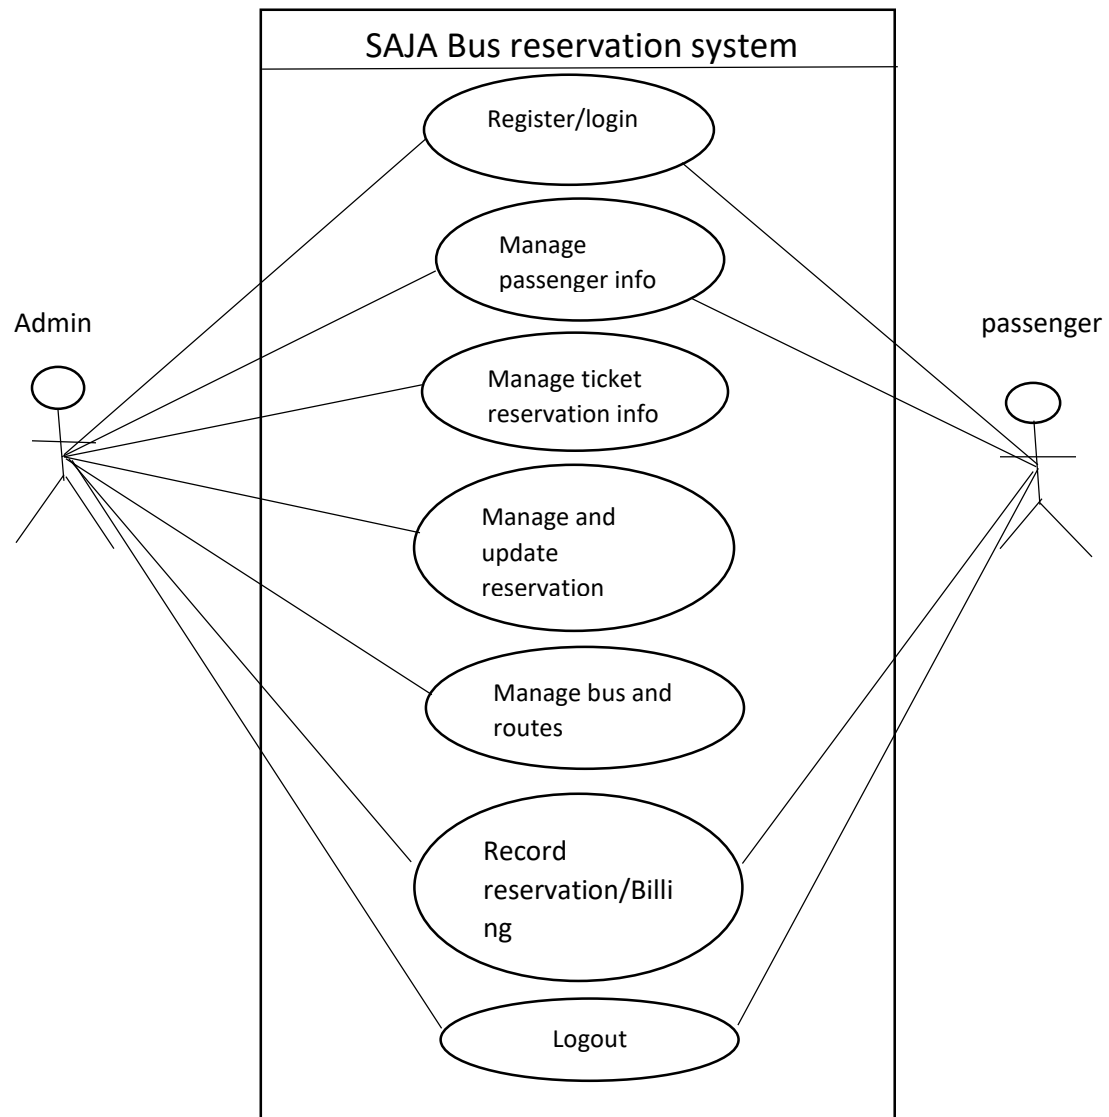 SAJA Bus reservation system
Register/login
Manage
passenger info
Admin
passenger
Manage ticket
reservation info
Manage and
update
reservation
Manage bus and
routes
Record
reservation/Billi
ng
Logout